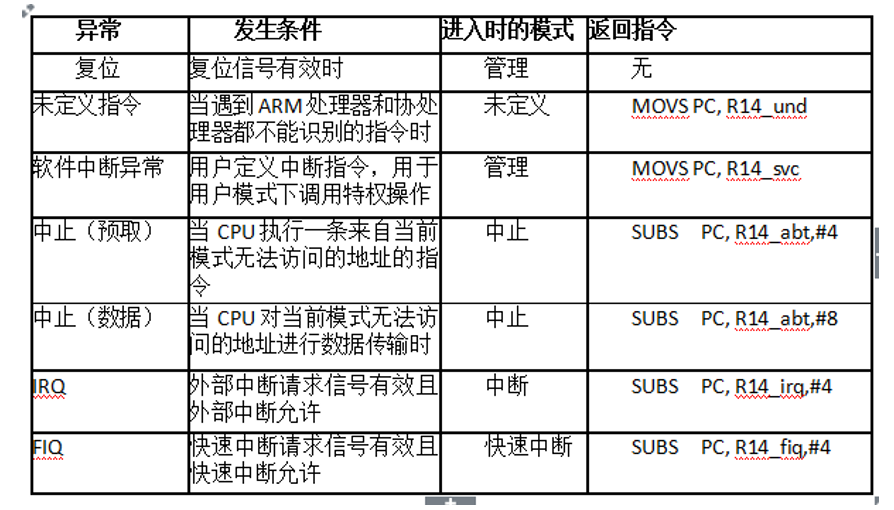 异常 发生条件 进入时的模式 返回指令
复位 复位信号有效时 管理 无
未定义指令 当遇到 ARM 处理器和协处 未定义 MOVS PC, R14_und
理器都不能识别的指令时
软件中断异常 用户定义中断指令，用于 管理 MOVS PC, R14_svc
用户模式下调用特权操作
中止（预取） 当 CPU 执行一条来自当前 中止 SUBS PC, R14_abt,#4
模式无法访问的地址的指
令
中止（数据） 当 CPU 对当前模式无法访 中止 SUBS PC, R14_abt,#8
问的地址进行数据传输时
IRQ 外部中断请求信号有效且 中断 SUBS PC, R14_irq,#4
外部中断允许
FIQ 快速中断请求信号有效且 快速中断 SUBS PC, R14_fiq,#4
快速中断允许